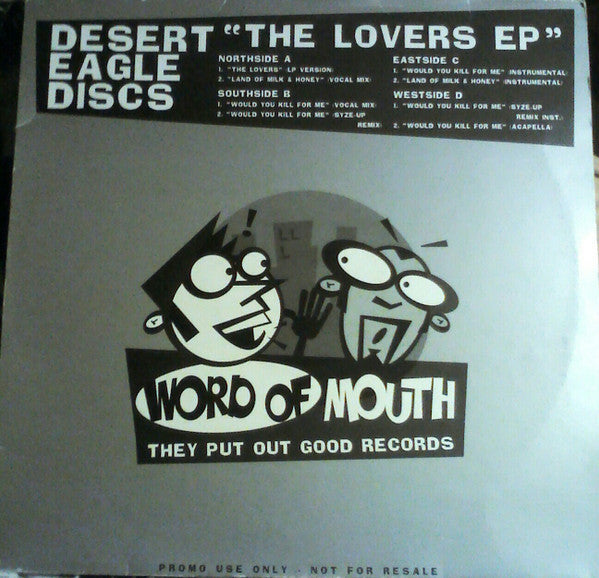 DESERT
EAGLE
DISCS
"THE LOVERS EP"
NORTHSIDE A
1. "THE LOVERS" (LP VERSION)
2. "LAND OF MILK & HONEY" (VOCAL MIX)
SOUTHSIDE B
1. "WOULD YOU KILL FOR ME" (VOCAL MIX)
2. "WOULD YOU KILL FOR ME" (BYZE-UP
REMIX)
EASTSIDE C
1. "WOULD YOU KILL FOR ME" (INSTRUMENTAL)
2. "LAND OF MILK & HONEY" (INSTRUMENTAL)
WESTSIDE D
1. "WOULD YOU KILL FOR ME" (BYZE-UP
REMIX INST.)
2. "WOULD YOU KILL FOR ME" (ACAPELLA)
WORD OF MOUTH
THEY PUT OUT GOOD RECORDS
PROMO USE ONLY - NOT FOR RESALE